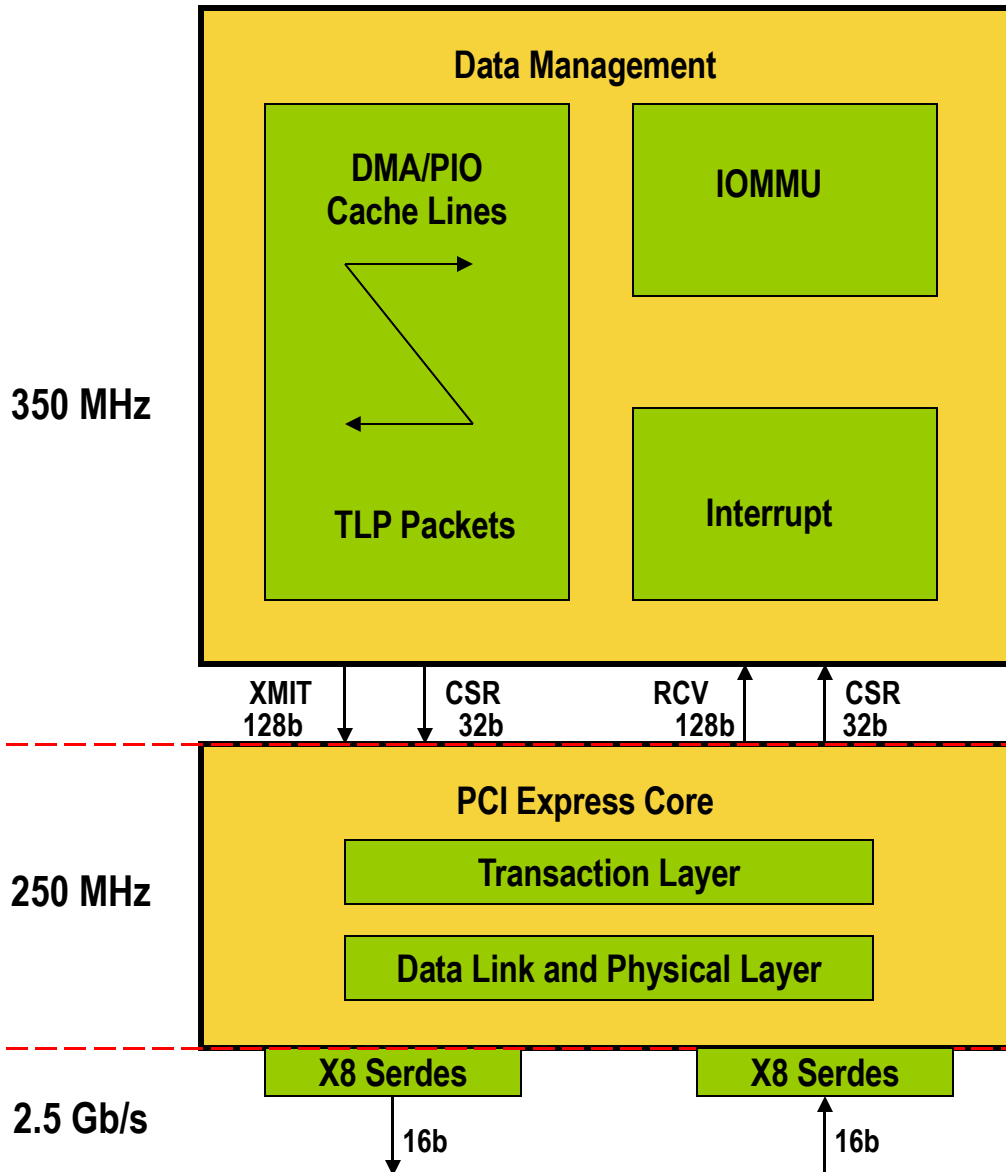 Data Management
DMA/PIO
Cache Lines
IOMMU
350 MHz
TLP Packets
Interrupt
XMIT
128b
CSR
32b
RCV
128b
CSR
32b
PCI Express Core
Transaction Layer
250 MHz
Data Link and Physical Layer
X8 Serdes
X8 Serdes
2.5 Gb/s
16b
16b